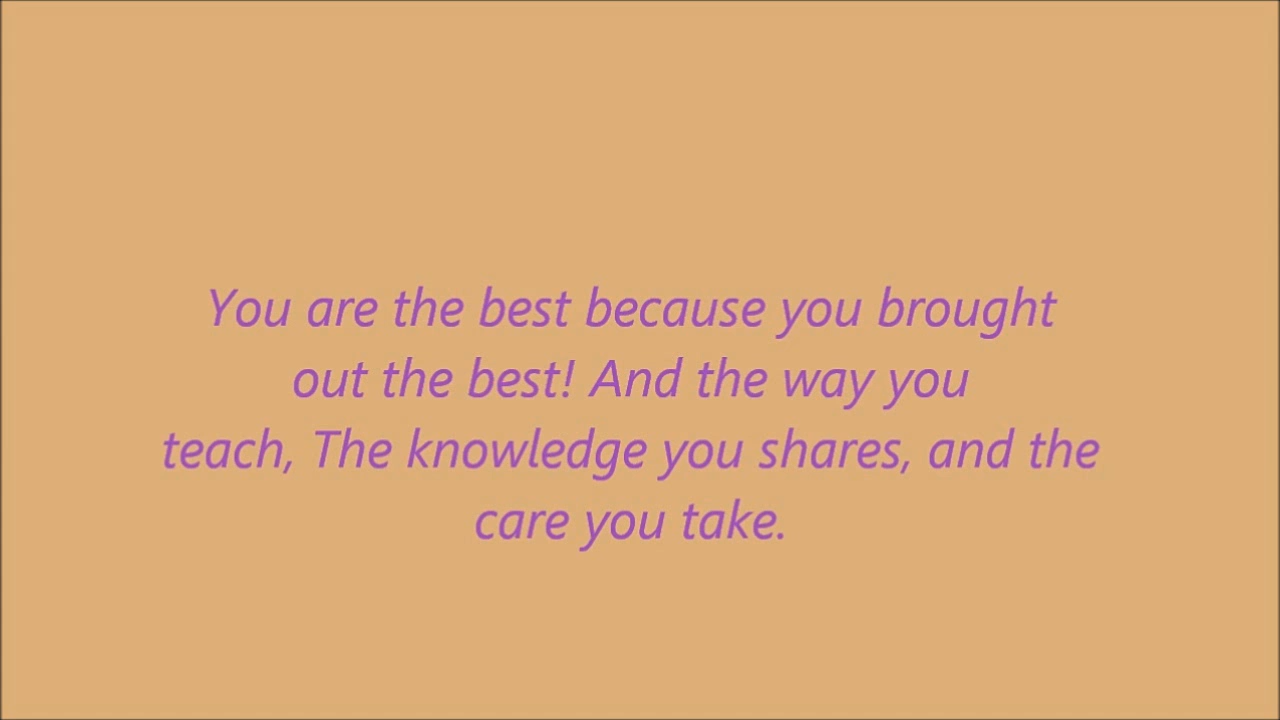 You are the best because you brought
out the best! And the way you
teach, The knowledge you shares, and the
care you take.